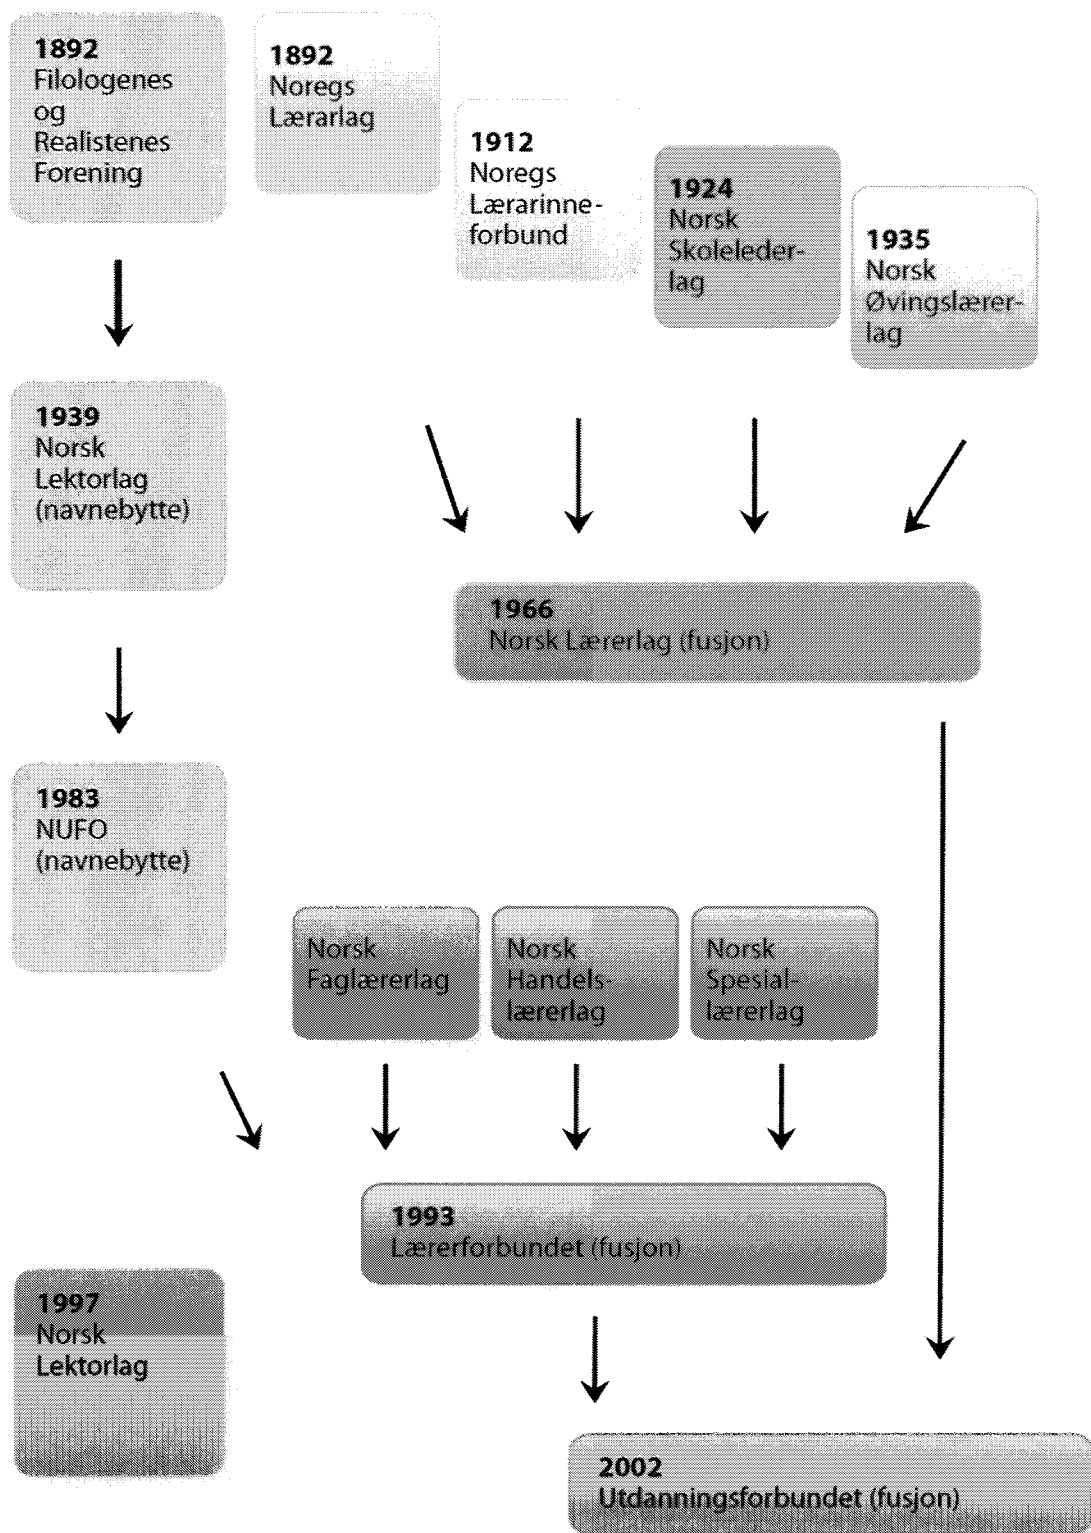 1892
Filologenes
og
Realistenes
Forening
1892
Noregs
Lærarlag
1912
Noregs
Lærarinne-
forbund
1924
Norsk
Skoleleder-
lag
1935
Norsk
Øvingslærer-
lag
1939
Norsk
Lektorlag
(navnebytte)
1966
Norsk Lærerlag (fusjon)
1983
NUFO
(navnebytte)
Norsk
Faglærerlag
Norsk
Handels-
lærerlag
Norsk
Spesial-
lærerlag
1993
Lærerforbundet (fusjon)
1997
Norsk
Lektorlag
2002
Utdanningsforbundet (fusjon)